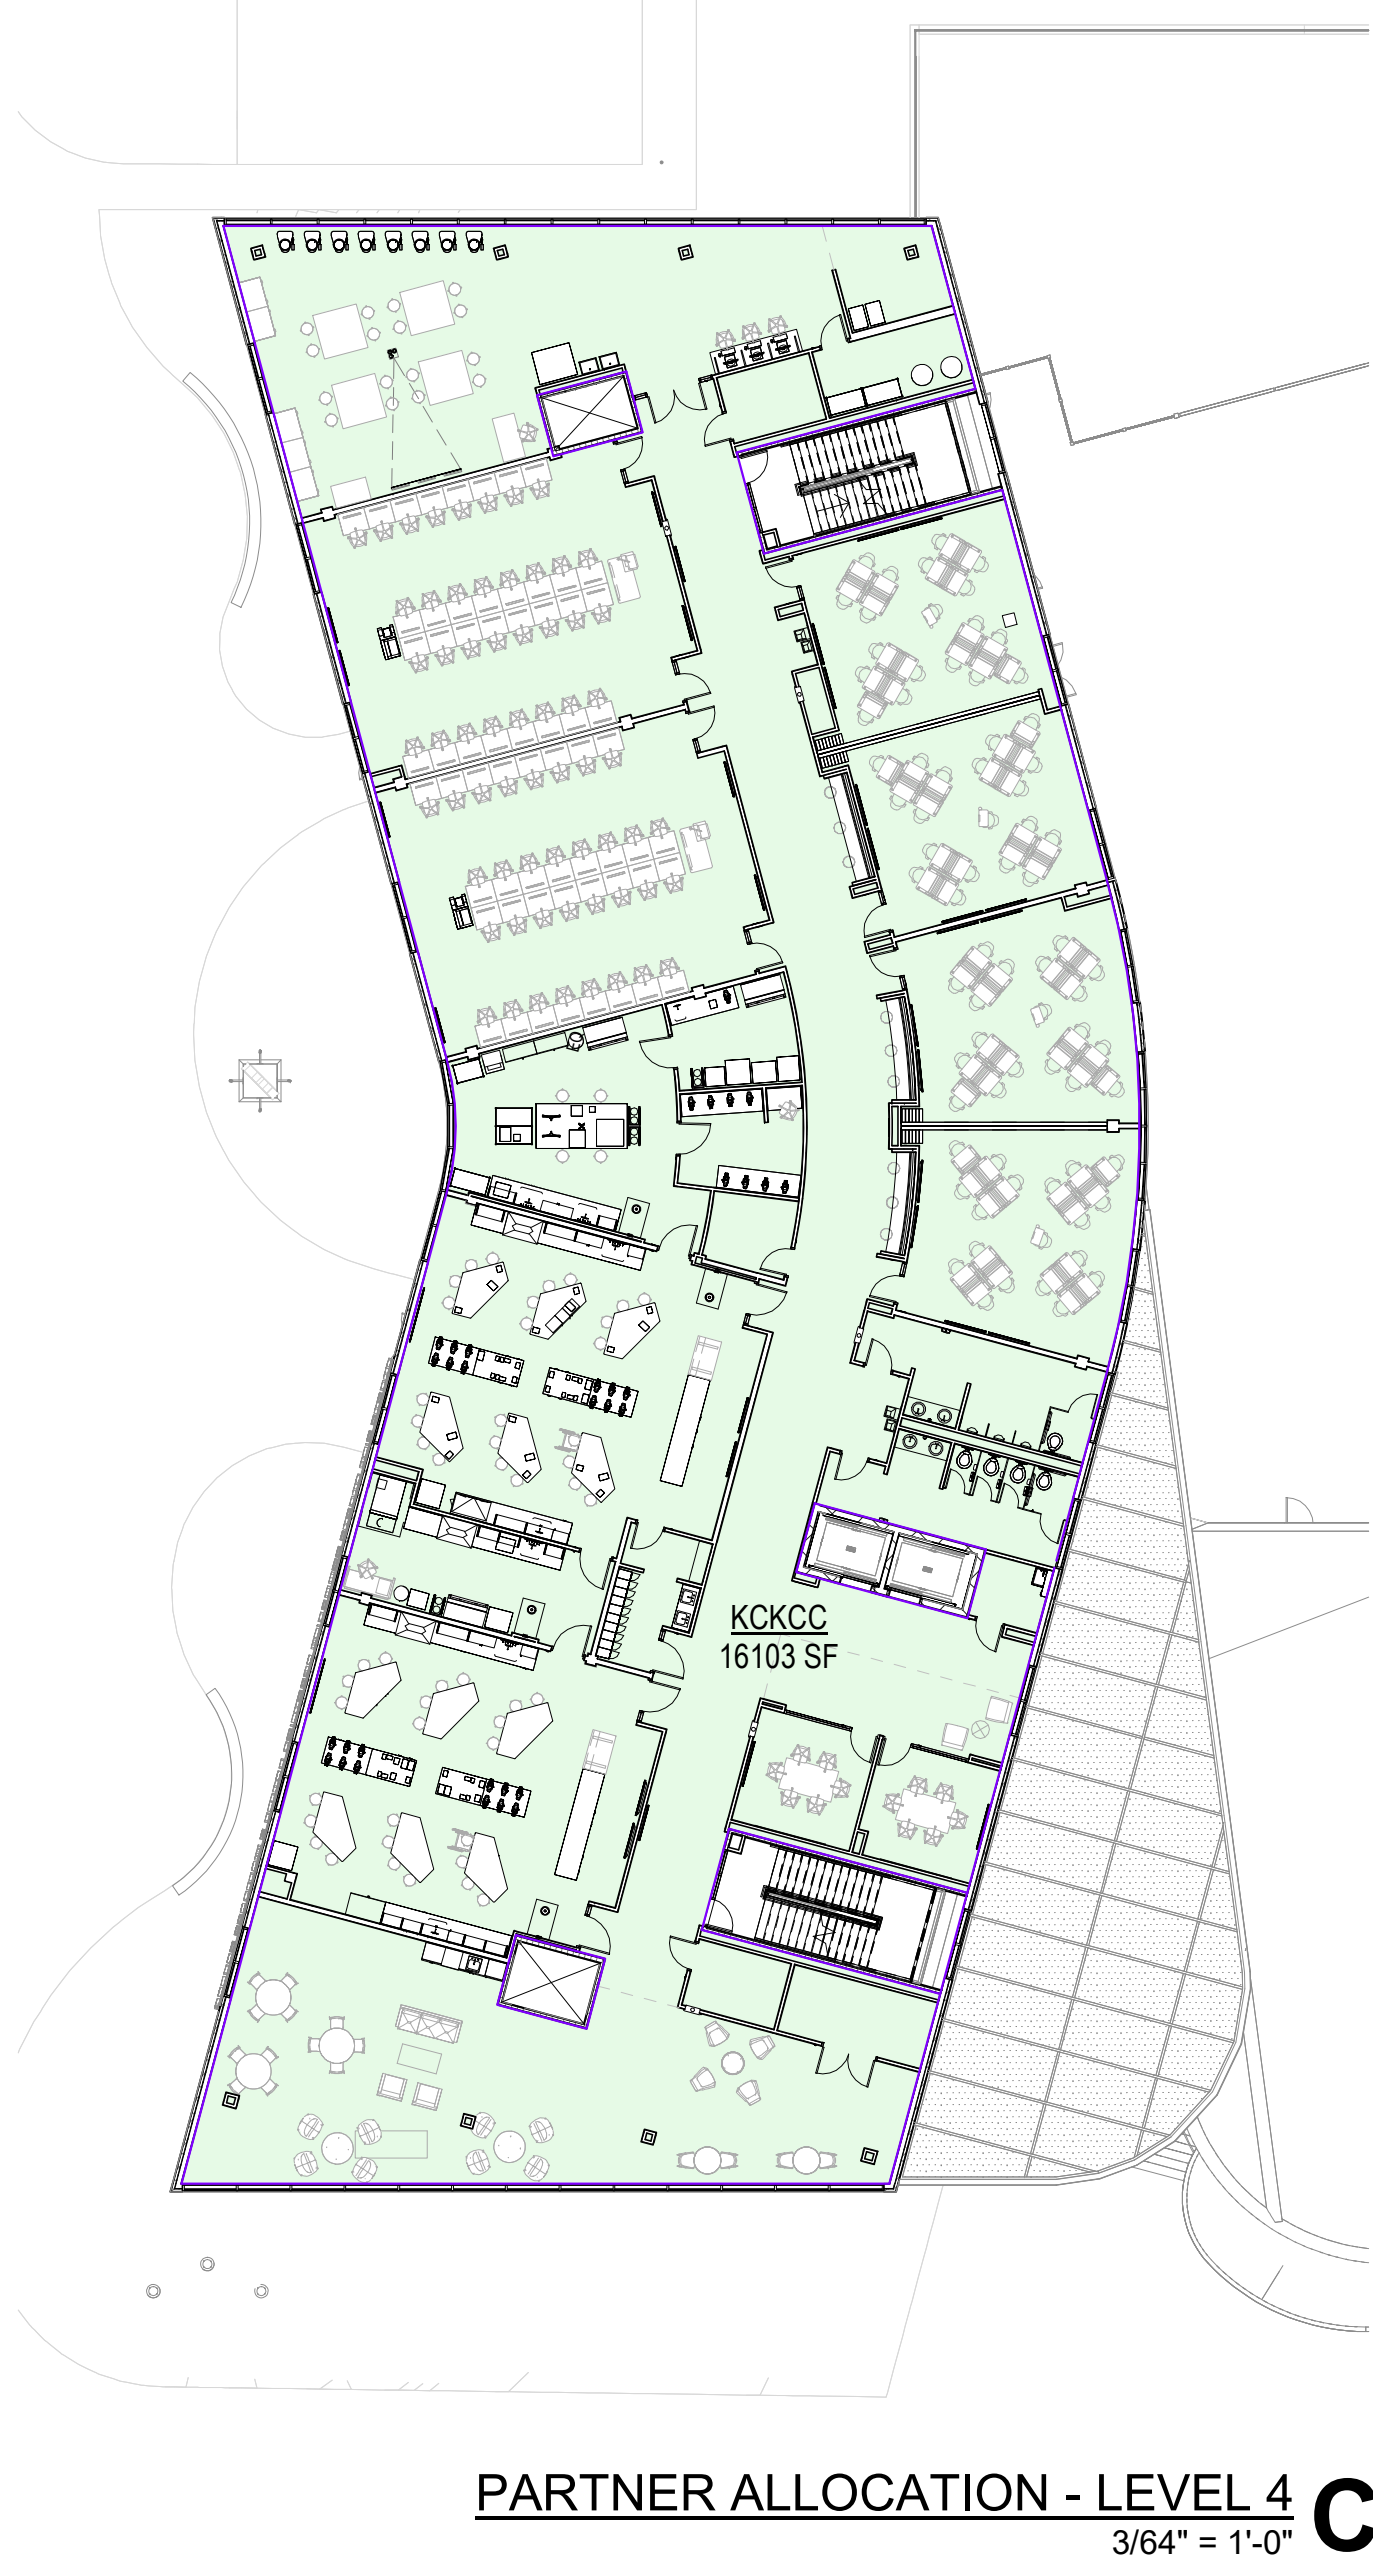 KCKCC
16103 SF
PARTNER ALLOCATION - LEVEL 4
3/64" = 1'-0"
C